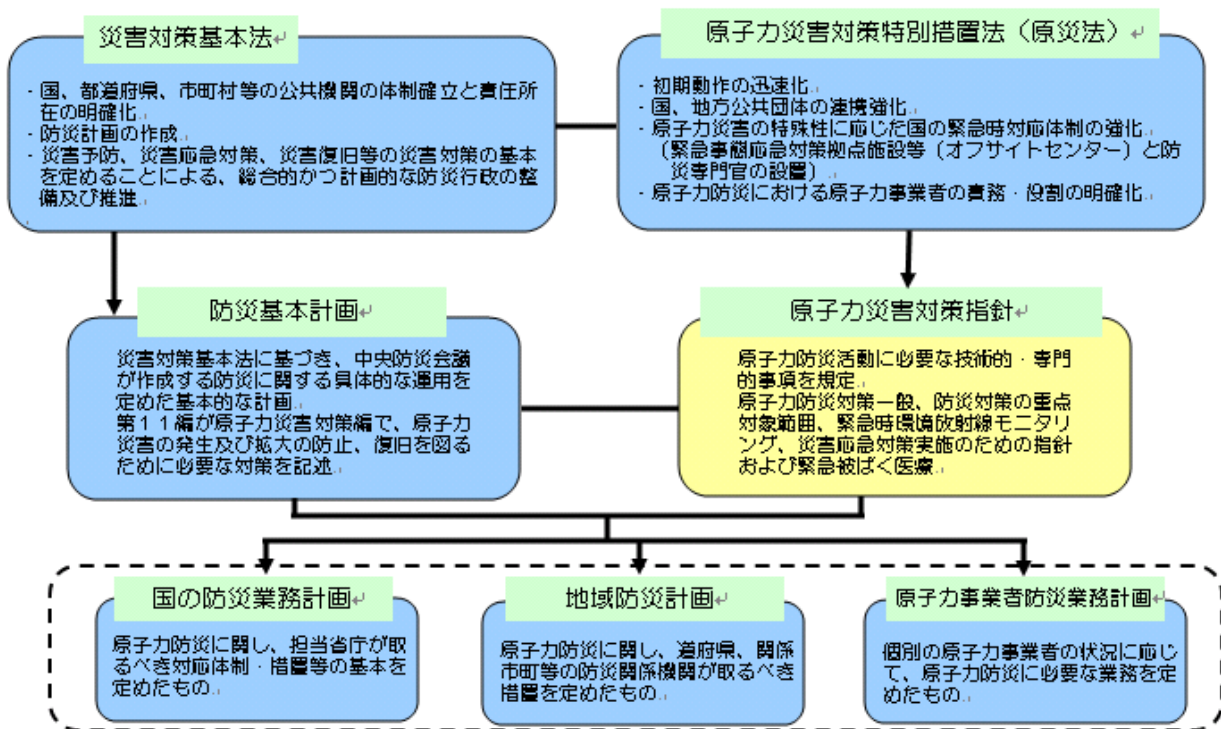 災害対策基本法
・国、都道府県、市町村等の公共機関の体制確立と責任所
在の明確化
・防災計画の作成
・災害予防、災害応急対策、災害復旧等の災害対策の基本
を定めることによる、総合的かつ計画的な防災行政の整
備及び推進
原子力災害対策特別措置法（原災法）
・初期動作の迅速化
・国、地方公共団体の連携強化
・原子力災害の特殊性に応じた国の緊急時対応体制の強化
（緊急事態応急対策拠点施設等（オフサイトセンター）と防
災専門官の設置）
・原子力防災における原子力事業者の責務・役割の明確化
防災基本計画
災害対策基本法に基づき、中央防災会議
が作成する防災に関する具体的な運用を
定めた基本的な計画
第１１編が原子力災害対策編で、原子力
災害の発生及び拡大の防止、復旧を図る
ために必要な対策を記述
原子力災害対策指針
原子力防災活動に必要な技術的・専門
的事項を規定
原子力防災対策一般、防災対策の重点
対象範囲、緊急時環境放射線モニタリ
ング、災害応急対策実施のための指針
および緊急被ばく医療
国の防災業務計画
原子力防災に関し、担当省庁が取
るべき対応体制・措置等の基本を
定めたもの
地域防災計画
原子力防災に関し、道府県、関係
市町等の防災関係機関が取るべき
措置を定めたもの
原子力事業者防災業務計画
個別の原子力事業者の状況に応じ
て、原子力防災に必要な業務を定
めたもの